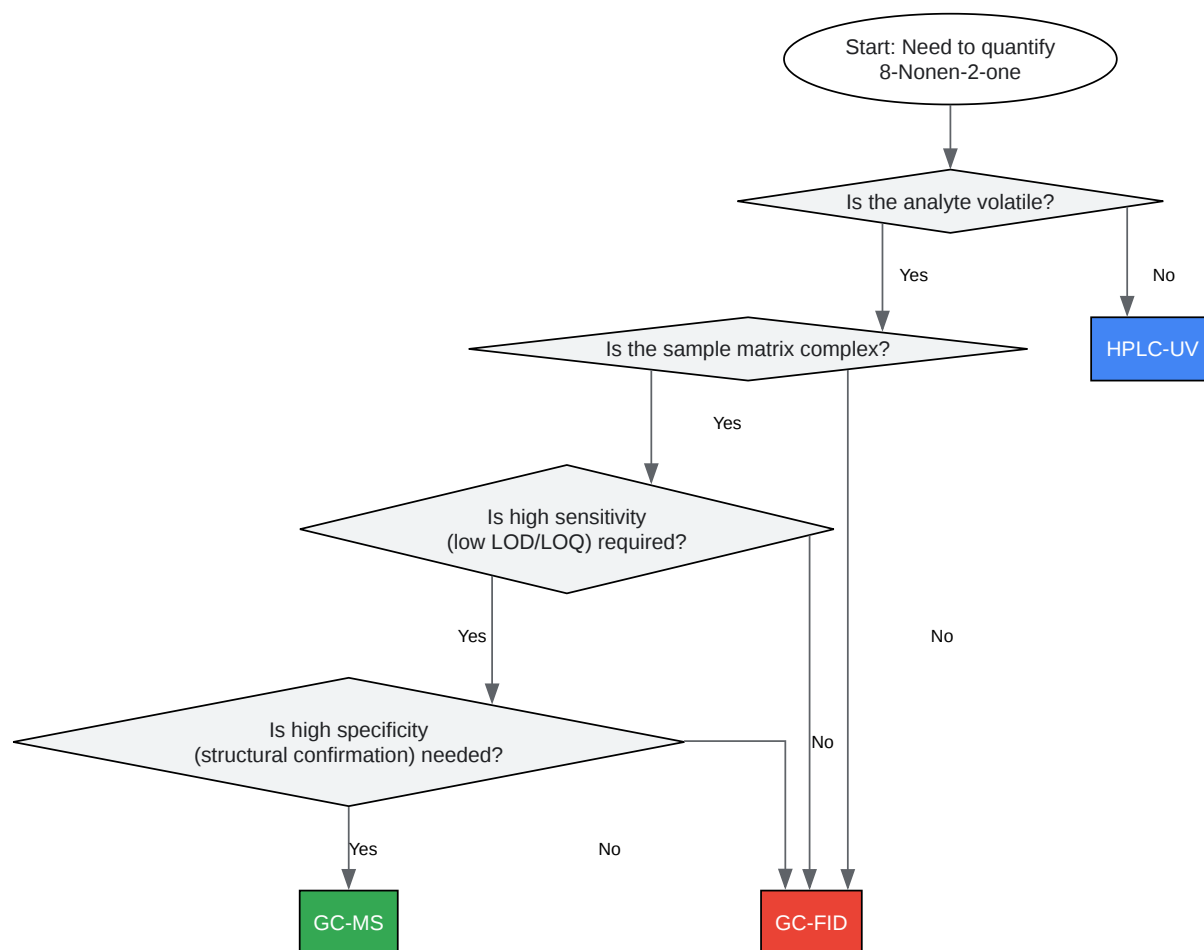 Start: Need to quantify
8-Nonen-2-one
Is the analyte volatile?
Yes
No
Is the sample matrix complex?
HPLC-UV
Yes
Is high sensitivity
(low LOD/LOQ) required?
Yes
No
Is high specificity
(structural confirmation) needed?
No
Yes
No
GC-MS
GC-FID